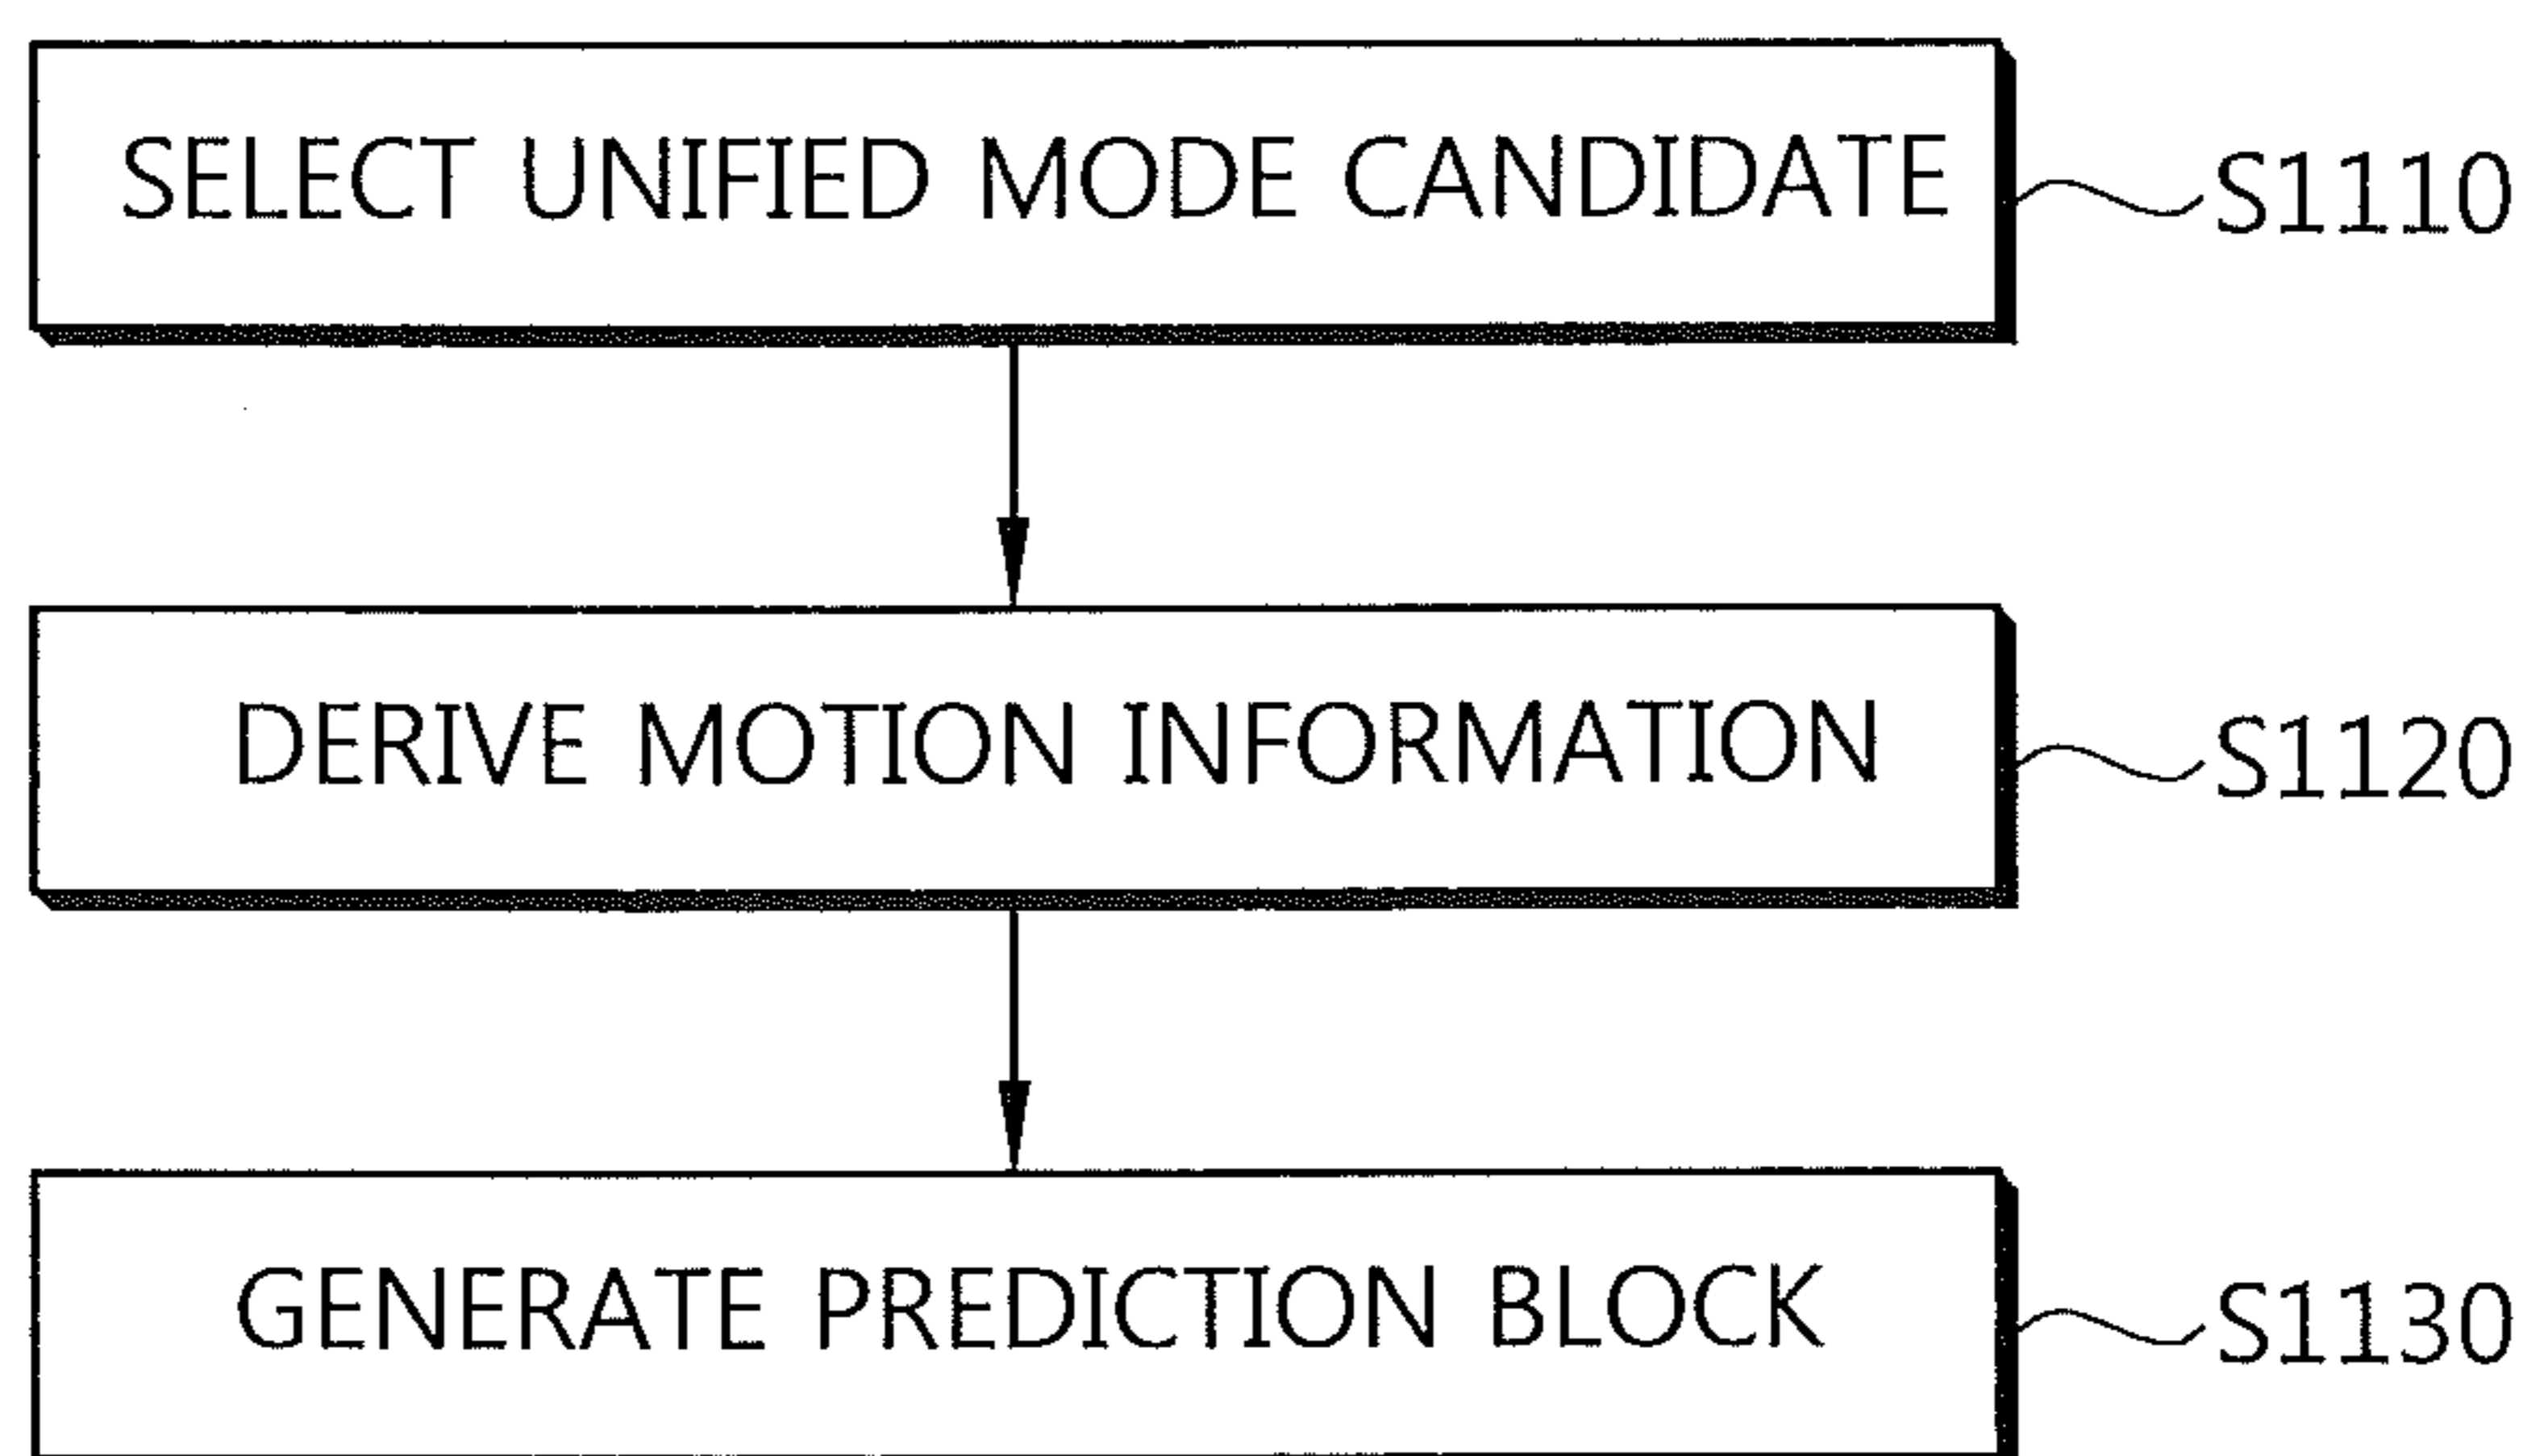 SELECT UNIFIED MODE CANDIDATE
S1110
DERIVE MOTION INFORMATION
S1120
GENERATE PREDICTION BLOCK
S1130